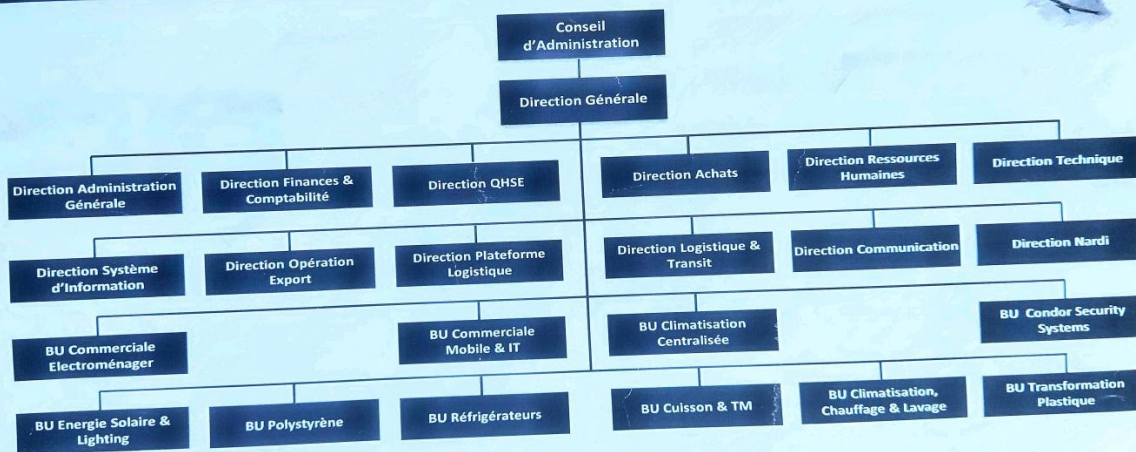 Conseil
d'Administration
Direction Générale
Direction Administration
Générale
Direction Finances &
Comptabilité
Direction QHSE
Direction Achats
Direction Ressources
Humaines
Direction Technique
Direction Système
d'Information
Direction Opération
Export
Direction Plateforme
Logistique
Direction Logistique &
Transit
Direction Communication
Direction Nardi
BU Commerciale
Electroménager
BU Commerciale
Mobile & IT
BU Climatisation
Centralisée
BU Condor Security
Systems
BU Energie Solaire &
Lighting
BU Polystyrène
BU Réfrigérateurs
BU Cuisson & TM
BU Climatisation,
Chauffage & Lavage
BU Transformation
Plastique